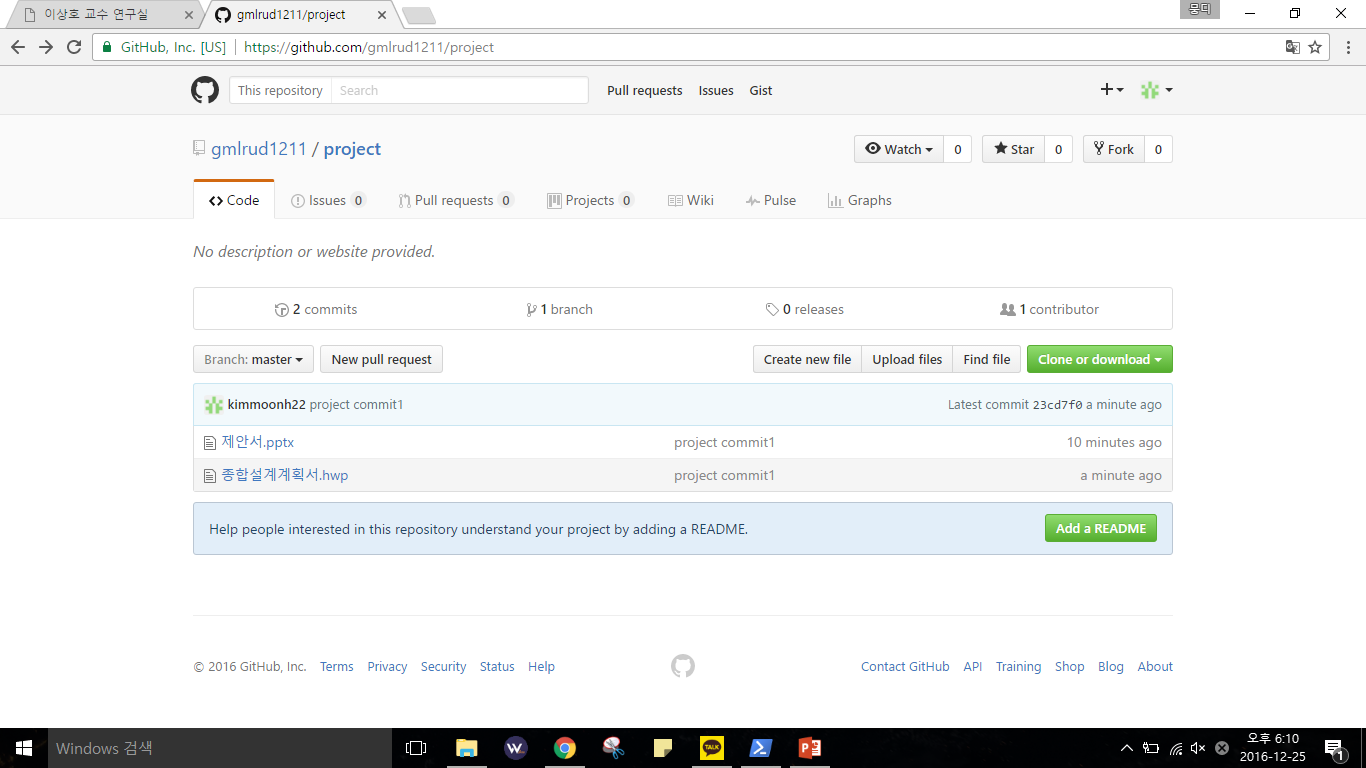 이상호 교수 연구실
gmlrud1211/project
몽띠
GitHub, Inc. [US] https://github.com/gmlrud1211/project
This repository Search Pull requests Issues Gist
gmlrud1211 / project Watch 0 Star 0 Fork 0
Code Issues 0 Pull requests 0 Projects 0 Wiki Pulse Graphs
No description or website provided.
2 commits 1 branch 0 releases 1 contributor
Branch: master New pull request Create new file Upload files Find file Clone or download
kimmoonh22 project commit1 Latest commit 23cd7f0 a minute ago
제안서.pptx project commit1 10 minutes ago
종합설계계획서.hwp project commit1 a minute ago
Help people interested in this repository understand your project by adding a README. Add a README
© 2016 GitHub, Inc. Terms Privacy Security Status Help Contact GitHub API Training Shop Blog About
Windows 검색
W
TALK
오후 6:10
2016-12-25
1